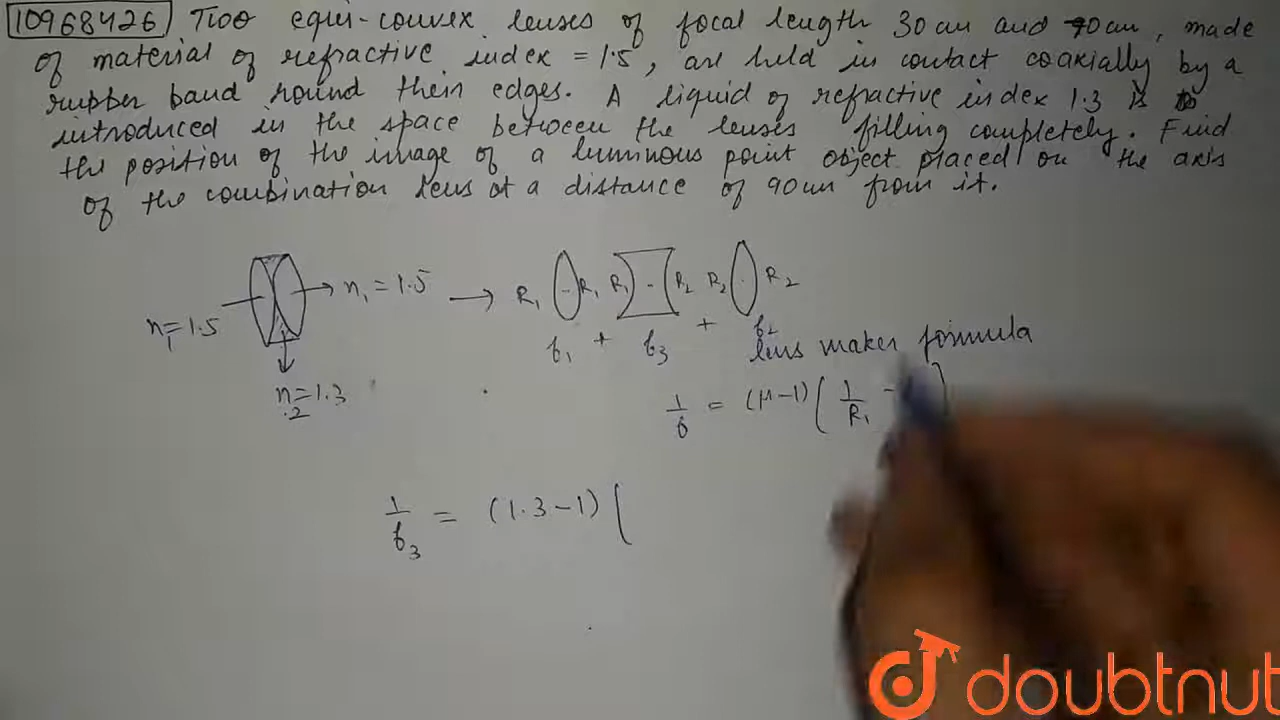 10968426 Two equi-convex lenses of focal length 30 cm and 70 cm, made
of material of refractive index = 1.5, are held in contact coaxially by a
rubber band round their edges. A liquid of refractive index 1.3 is
introduced in the space between the lenses filling completely. Find
the position of the image of a luminous point object placed on the axis
of the combination lens at a distance of 90 cm from it.
n₁=1.5
n₁ = 1.5
n₂=1.3
R₁ R₁ R₁ R₂ R₂ R₂
f₁ + f₃ + f₂
lens maker formula
1/f = (μ-1) ( 1/R₁ -
1/f₃ = (1.3-1) (
doubtnut